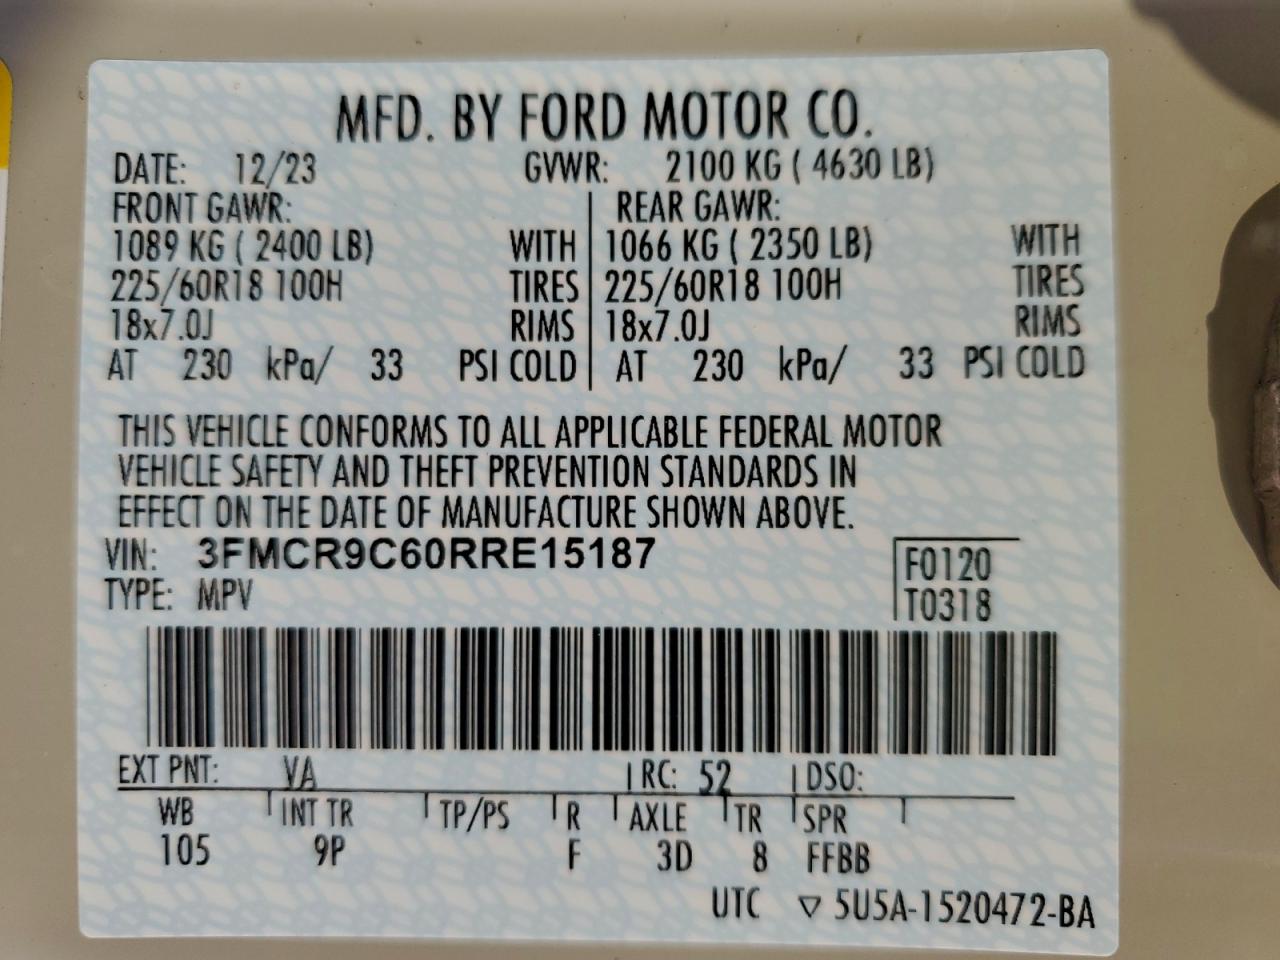 MFD. BY FORD MOTOR CO.
DATE: 12/23 GVWR: 2100 KG ( 4630 LB)
FRONT GAWR: REAR GAWR:
1089 KG ( 2400 LB) WITH 1066 KG ( 2350 LB) WITH
225/60R18 100H TIRES 225/60R18 100H TIRES
18x7.0J RIMS 18x7.0J RIMS
AT 230 kPa/ 33 PSI COLD AT 230 kPa/ 33 PSI COLD
THIS VEHICLE CONFORMS TO ALL APPLICABLE FEDERAL MOTOR
VEHICLE SAFETY AND THEFT PREVENTION STANDARDS IN
EFFECT ON THE DATE OF MANUFACTURE SHOWN ABOVE.
VIN: 3FMCR9C60RRE15187 F0120
TYPE: MPV T0318
EXT PNT: VA RC: 52 DSO:
WB INT TR TP/PS R AXLE TR SPR
105 9P F 3D 8 FFBB
UTC ▽ 5U5A-1520472-BA